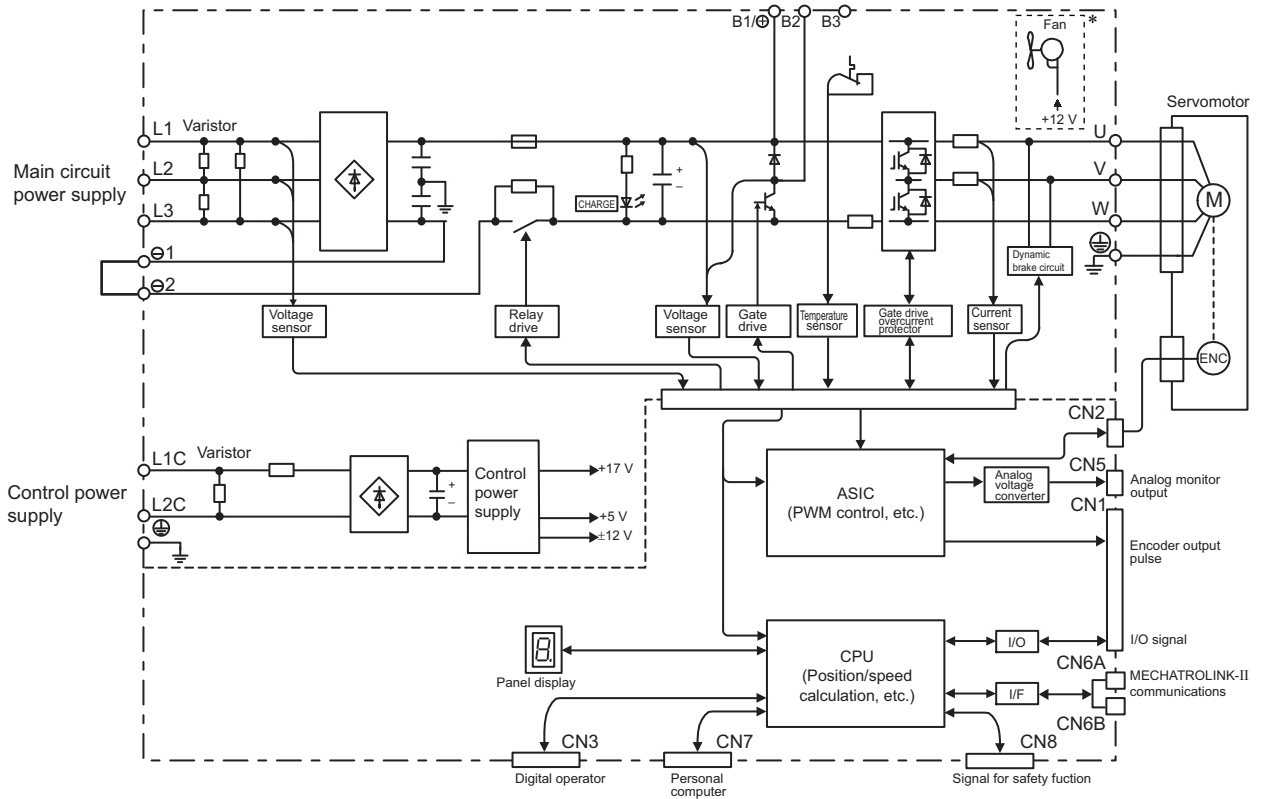 B1/⊕
B2
B3
Fan
*
+12 V
Servomotor
Main circuit
power supply
L1
Varistor
L2
L3
⊖1
⊖2
CHARGE
+
–
U
V
W
M
ENC
Dynamic
brake circuit
Voltage
sensor
Relay
drive
Voltage
sensor
Gate
drive
Temperature
sensor
Gate drive
overcurrent
protector
Current
sensor
Control power
supply
L1C
Varistor
L2C
+
–
Control
power
supply
+17 V
+5 V
±12 V
ASIC
(PWM control, etc.)
Analog
voltage
converter
CN2
CN5
Analog monitor
output
CN1
Encoder output
pulse
I/O signal
CPU
(Position/speed
calculation, etc.)
I/O
I/F
CN6A
MECHATROLINK-II
communications
CN6B
8.
Panel display
CN3
Digital operator
CN7
Personal
computer
CN8
Signal for safety fuction